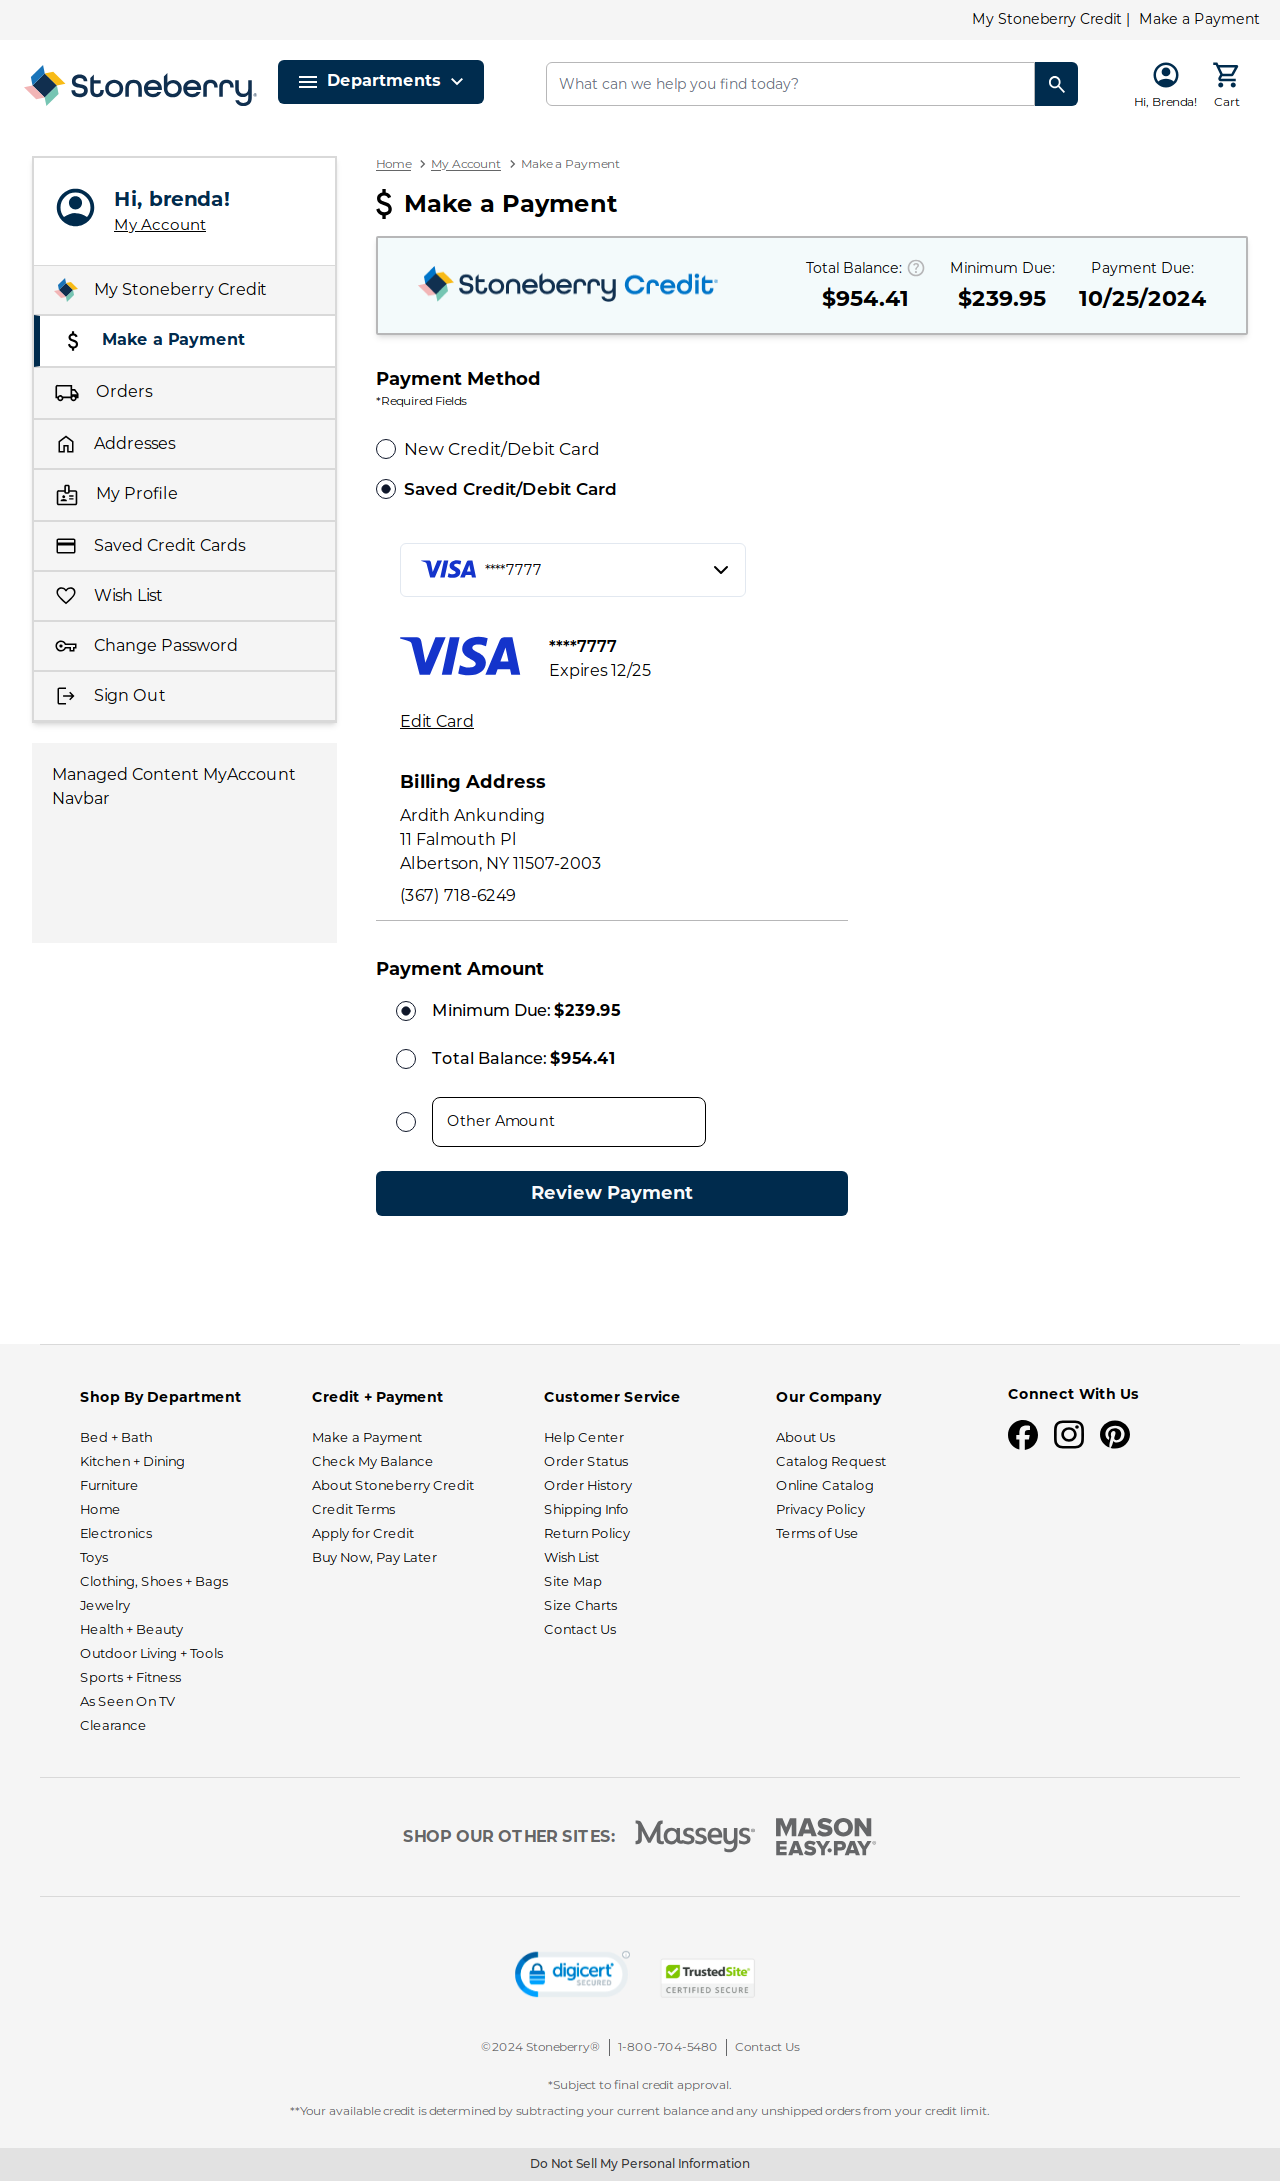 My Stoneberry Credit | Make a Payment
Stoneberry®
Departments
What can we help you find today?
Hi, Brenda!
Cart
Hi, brenda!
My Account
My Stoneberry Credit
Make a Payment
Orders
Addresses
My Profile
Saved Credit Cards
Wish List
Change Password
Sign Out
Managed Content MyAccount
Navbar
Home > My Account > Make a Payment
$ Make a Payment
Stoneberry Credit
Total Balance: ?
$954.41
Minimum Due:
$239.95
Payment Due:
10/25/2024
Payment Method
*Required Fields
New Credit/Debit Card
Saved Credit/Debit Card
VISA ****7777
VISA
****7777
Expires 12/25
Edit Card
Billing Address
Ardith Ankunding
11 Falmouth Pl
Albertson, NY 11507-2003
(367) 718-6249
Payment Amount
Minimum Due: $239.95
Total Balance: $954.41
Other Amount
Review Payment
Shop By Department
Bed + Bath
Kitchen + Dining
Furniture
Home
Electronics
Toys
Clothing, Shoes + Bags
Jewelry
Health + Beauty
Outdoor Living + Tools
Sports + Fitness
As Seen On TV
Clearance
Credit + Payment
Make a Payment
Check My Balance
About Stoneberry Credit
Credit Terms
Apply for Credit
Buy Now, Pay Later
Customer Service
Help Center
Order Status
Order History
Shipping Info
Return Policy
Wish List
Site Map
Size Charts
Contact Us
Our Company
About Us
Catalog Request
Online Catalog
Privacy Policy
Terms of Use
Connect With Us
SHOP OUR OTHER SITES:
Masseys
MASON
EASY•PAY
digicert
SECURED
TrustedSite
CERTIFIED SECURE
©2024 Stoneberry® | 1-800-704-5480 | Contact Us
*Subject to final credit approval.
**Your available credit is determined by subtracting your current balance and any unshipped orders from your credit limit.
Do Not Sell My Personal Information